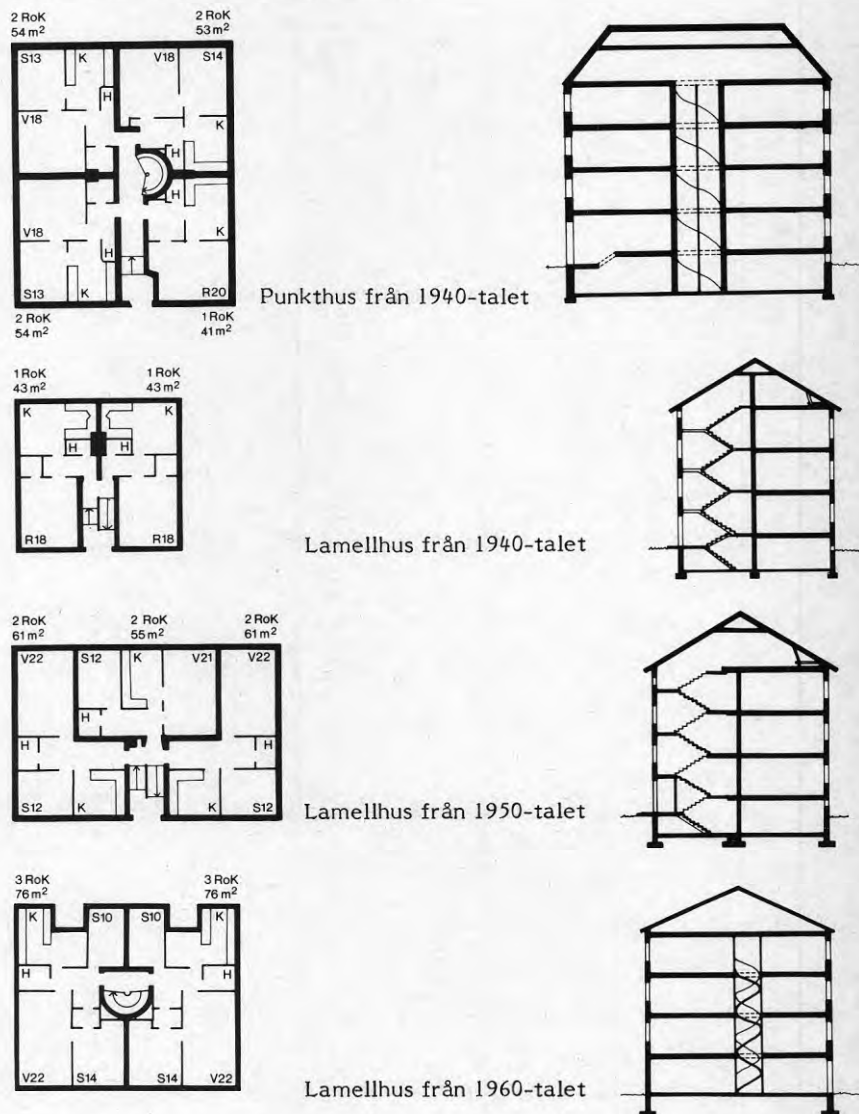 2 RoK 2 RoK
54 m² 53 m²
S13 K V18 S14
H
V18 K
H
H
V18 K
H
S13 K R20
2 RoK 1 RoK
54 m² 41 m²
Punkthus från 1940-talet
1 RoK 1 RoK
43 m² 43 m²
K K
H H
R18 R18
Lamellhus från 1940-talet
2 RoK 2 RoK 2 RoK
61 m² 55 m² 61 m²
V22 S12 K V21 V22
H
H H
S12 K K S12
Lamellhus från 1950-talet
3 RoK 3 RoK
76 m² 76 m²
K S10 S10 K
H H
V22 S14 S14 V22
Lamellhus från 1960-talet